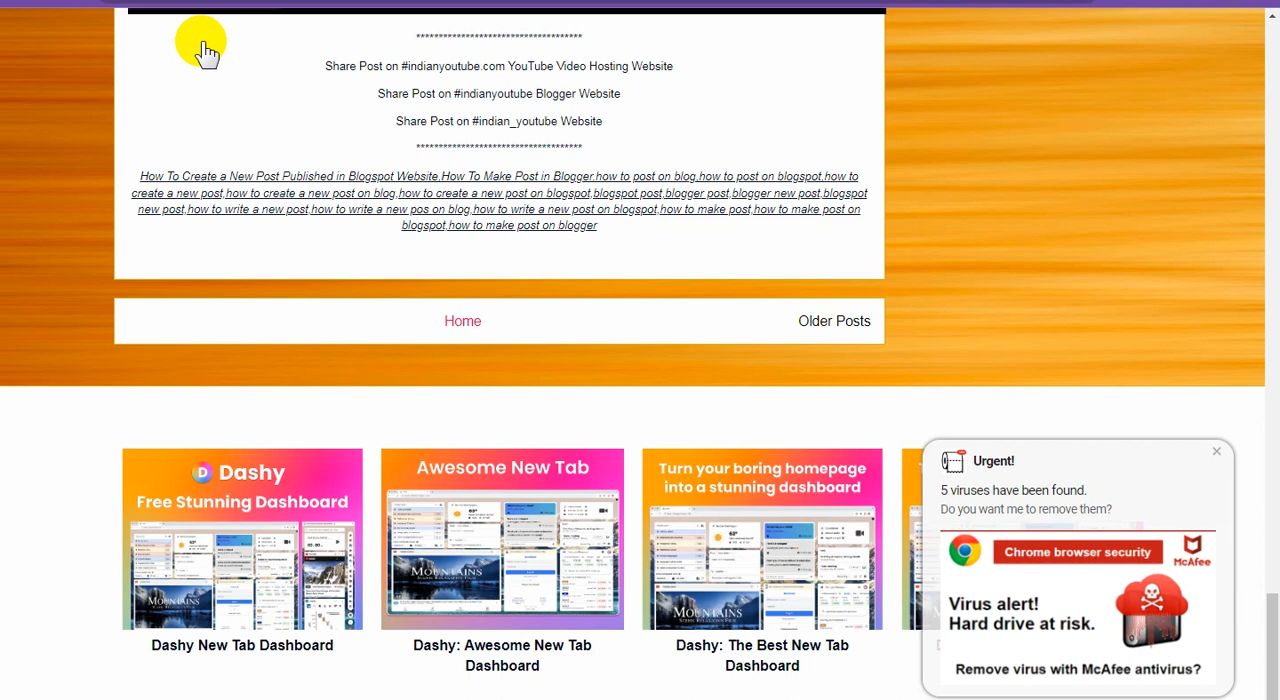 *************************************
Share Post on #indianyoutube.com YouTube Video Hosting Website
Share Post on #indianyoutube Blogger Website
Share Post on #indian_youtube Website
*************************************
How To Create a New Post Published in Blogspot Website,How To Make Post in Blogger,how to post on blog,how to post on blogspot,how to
create a new post,how to create a new post on blog,how to create a new post on blogspot,blogspot post,blogger post,blogger new post,blogspot
new post,how to write a new post,how to write a new pos on blog,how to write a new post on blogspot,how to make post,how to make post on
blogspot,how to make post on blogger
Home
Older Posts
Dashy
Free Stunning Dashboard
MOUNTAINS
Dashy New Tab Dashboard
Awesome New Tab
MOUNTAINS
Dashy: Awesome New Tab
Dashboard
Turn your boring homepage
into a stunning dashboard
MOUNTAINS
Dashy: The Best New Tab
Dashboard
Urgent!
5 viruses have been found.
Do you want me to remove them?
Chrome browser security
McAfee
Virus alert!
Hard drive at risk.
Remove virus with McAfee antivirus?